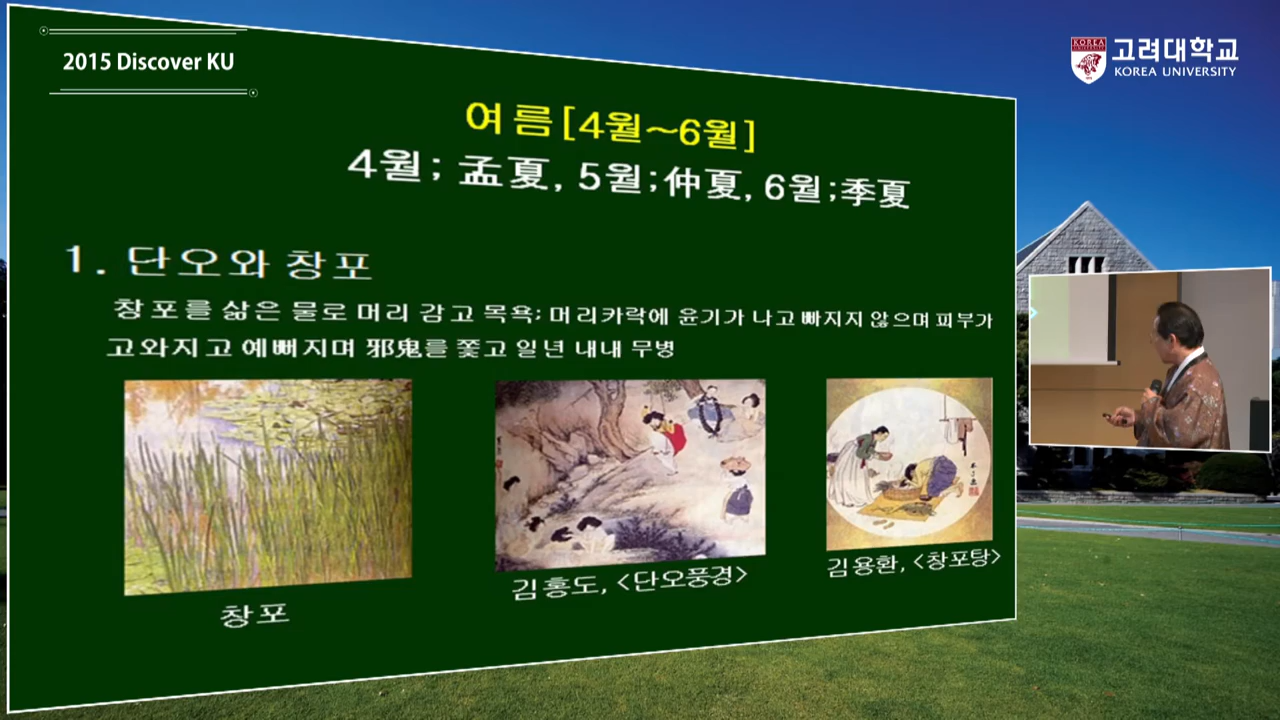 2015 Discover KU
KOREA
고려대학교
KOREA UNIVERSITY
여름[4월~6월]
4월; 孟夏, 5월;仲夏, 6월;季夏
1. 단오와 창포
창포를 삶은 물로 머리 감고 목욕; 머리카락에 윤기가 나고 빠지지 않으며 피부가
고와지고 예뻐지며 邪鬼를 쫓고 일년 내내 무병
창포
김홍도, <단오풍경>
김용환, <창포탕>